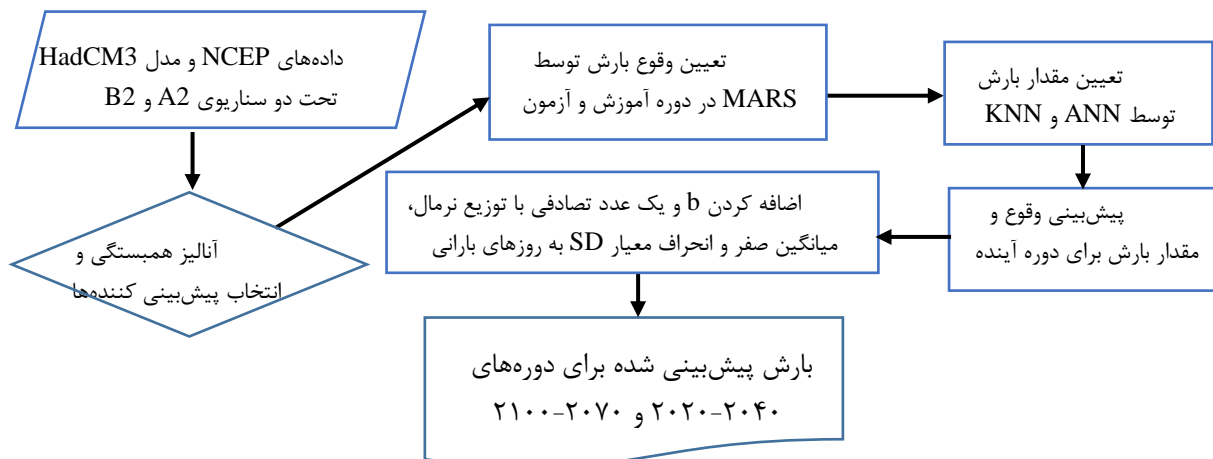 داده‌های NCEP و مدل HadCM3
تحت دو سناریوی A2 و B2
آنالیز همبستگی و
انتخاب پیش‌بینی کننده‌ها
تعیین وقوع بارش توسط
MARS در دوره آموزش و آزمون
تعیین مقدار بارش
توسط ANN و KNN
پیش‌بینی وقوع و
مقدار بارش برای دوره آینده
اضافه کردن b و یک عدد تصادفی با توزیع نرمال،
میانگین صفر و انحراف معیار SD به روزهای بارانی
بارش پیش‌بینی شده برای دوره‌های
۲۰۲۰-۲۰۴۰ و ۲۰۷۰-۲۱۰۰